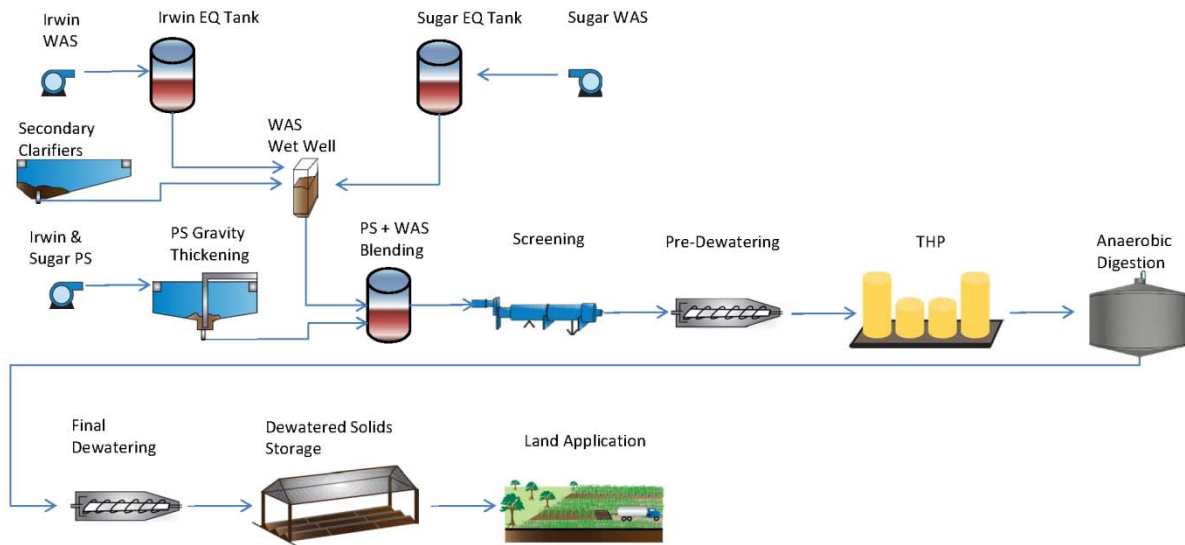 Irwin
WAS
Irwin EQ Tank
Sugar EQ Tank
Sugar WAS
Secondary
Clarifiers
WAS
Wet Well
Irwin &
Sugar PS
PS Gravity
Thickening
PS + WAS
Blending
Screening
Pre-Dewatering
THP
Anaerobic
Digestion
Final
Dewatering
Dewatered Solids
Storage
Land Application